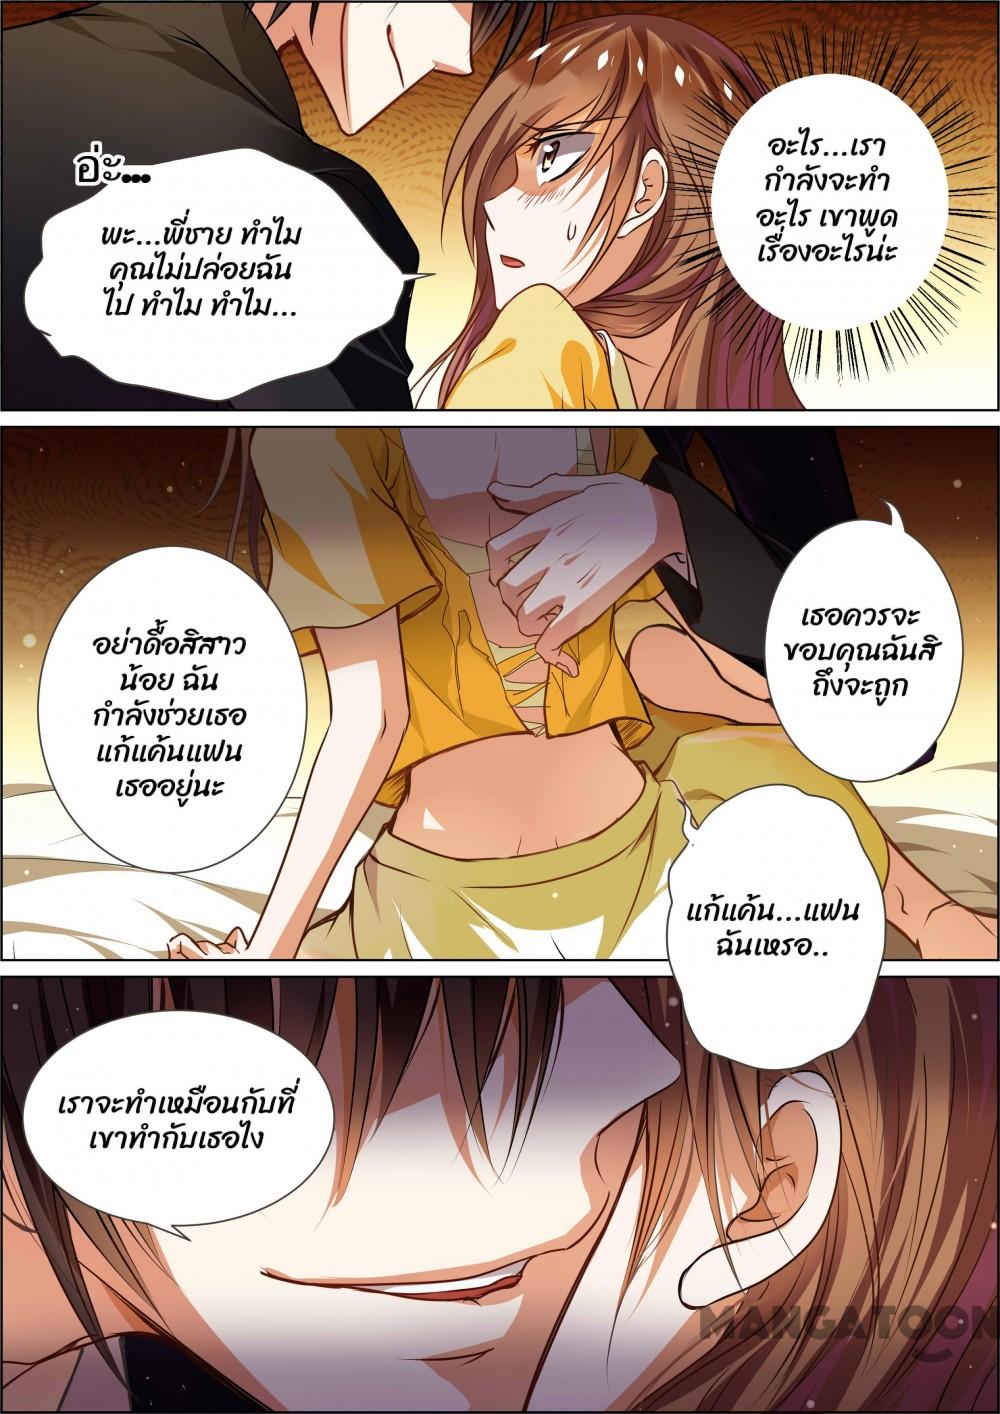 อ่ะ...
พะ...พี่ชาย ทำไม
คุณไม่ปล่อยฉัน
ไป ทำไม ทำไม...
อะไร...เรา
กำลังจะทำ
อะไร เขาพูด
เรื่องอะไรน่ะ
เธอควรจะ
ขอบคุณฉันสิ
ถึงจะถูก
อย่าดื้อสิสาว
น้อย ฉัน
กำลังช่วยเธอ
แก้แค้นแฟน
เธออยู่นะ
แก้แค้น...แฟน
ฉันเหรอ..
เราจะทำเหมือนกับที่
เขาทำกับเธอไง
MANGATOON